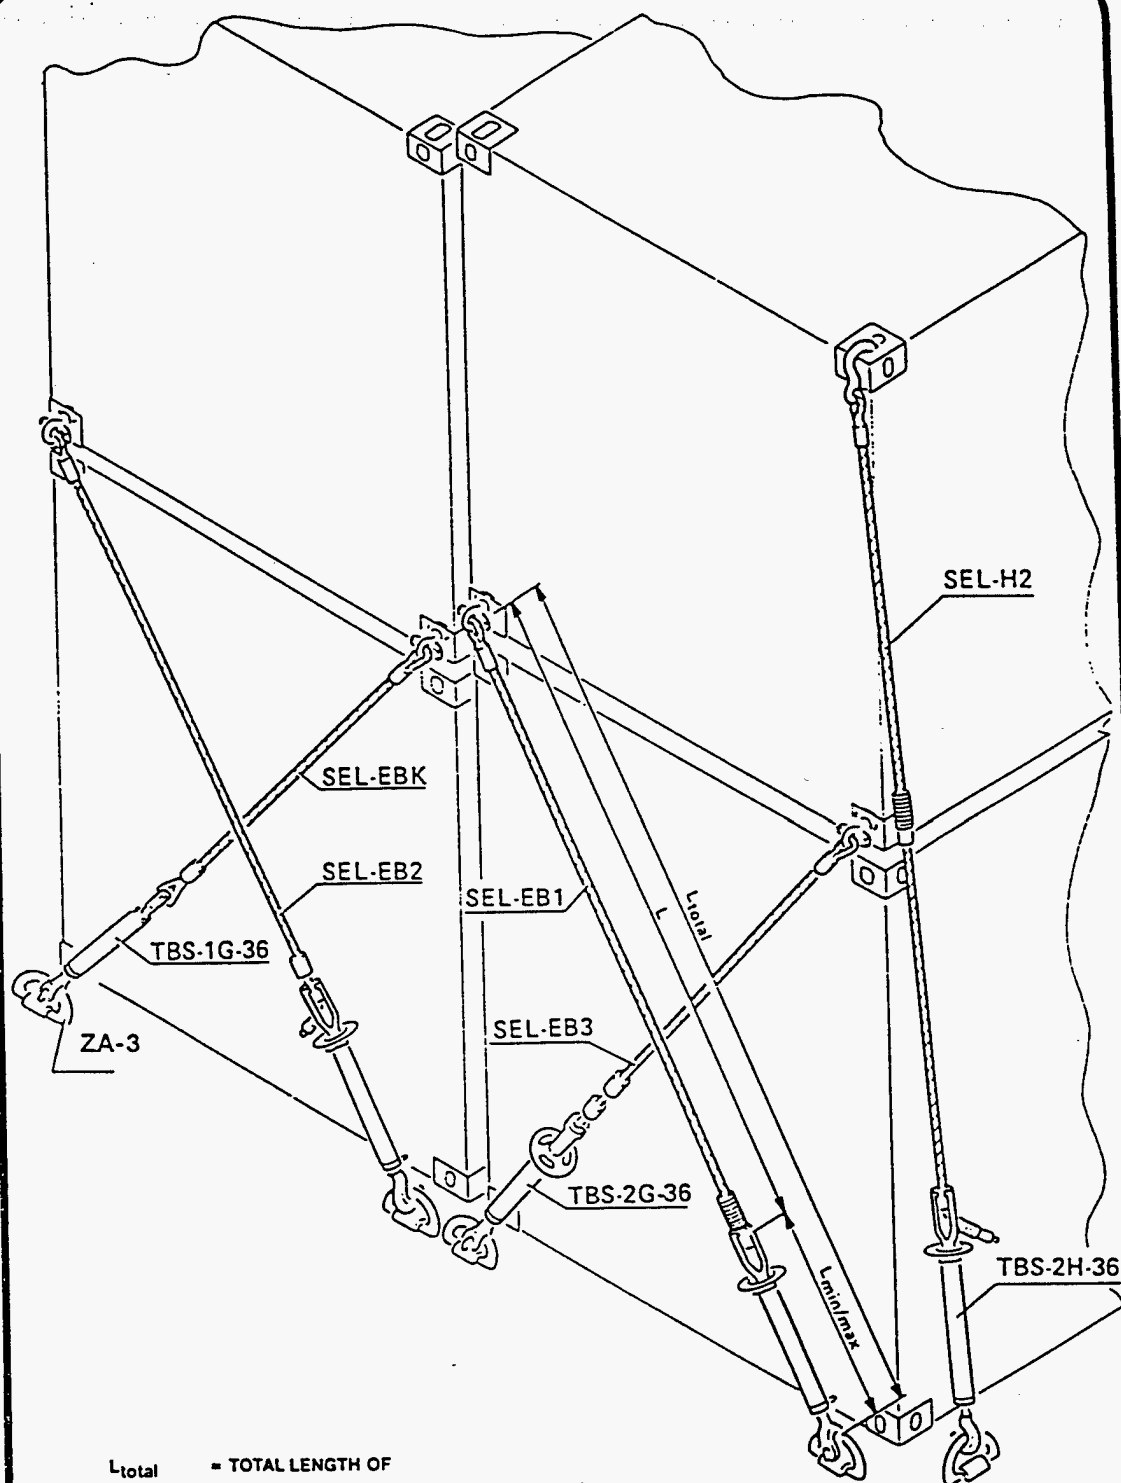 SEL-H2
SEL-EBK
SEL-EB2
SEL-EB1
L
Ltotal
TBS-1G-36
SEL-EB3
ZA-3
TBS-2G-36
TBS-2H-36
Lmin/max
Ltotal = TOTAL LENGTH OF